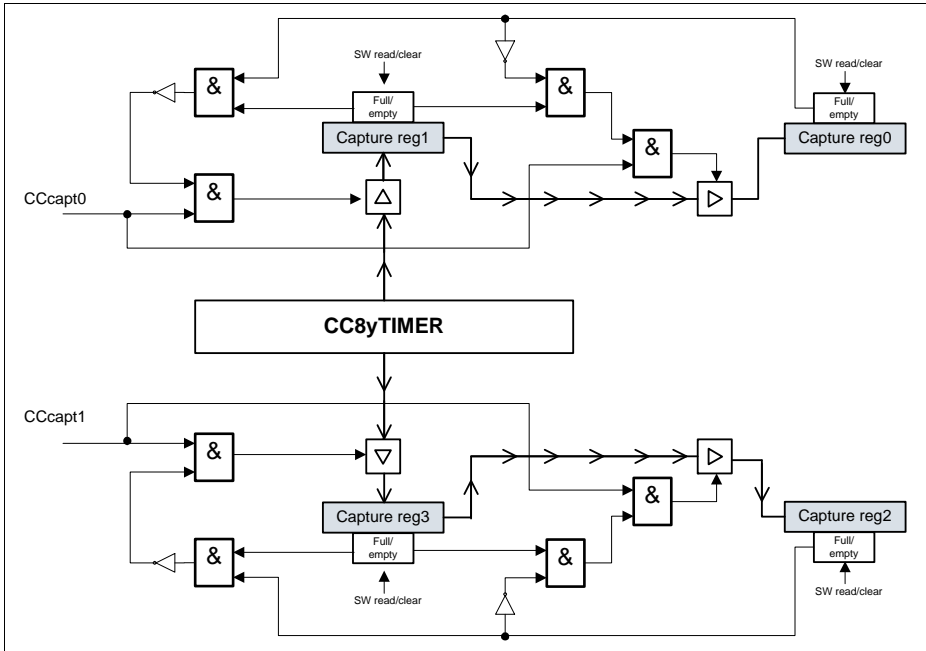 SW read/clear
SW read/clear
&
&
Full/
empty
Full/
empty
Capture reg1
Capture reg0
&
&
CCcapt0
CC8yTIMER
CCcapt1
&
&
Capture reg3
Capture reg2
&
Full/
empty
&
Full/
empty
SW read/clear
SW read/clear